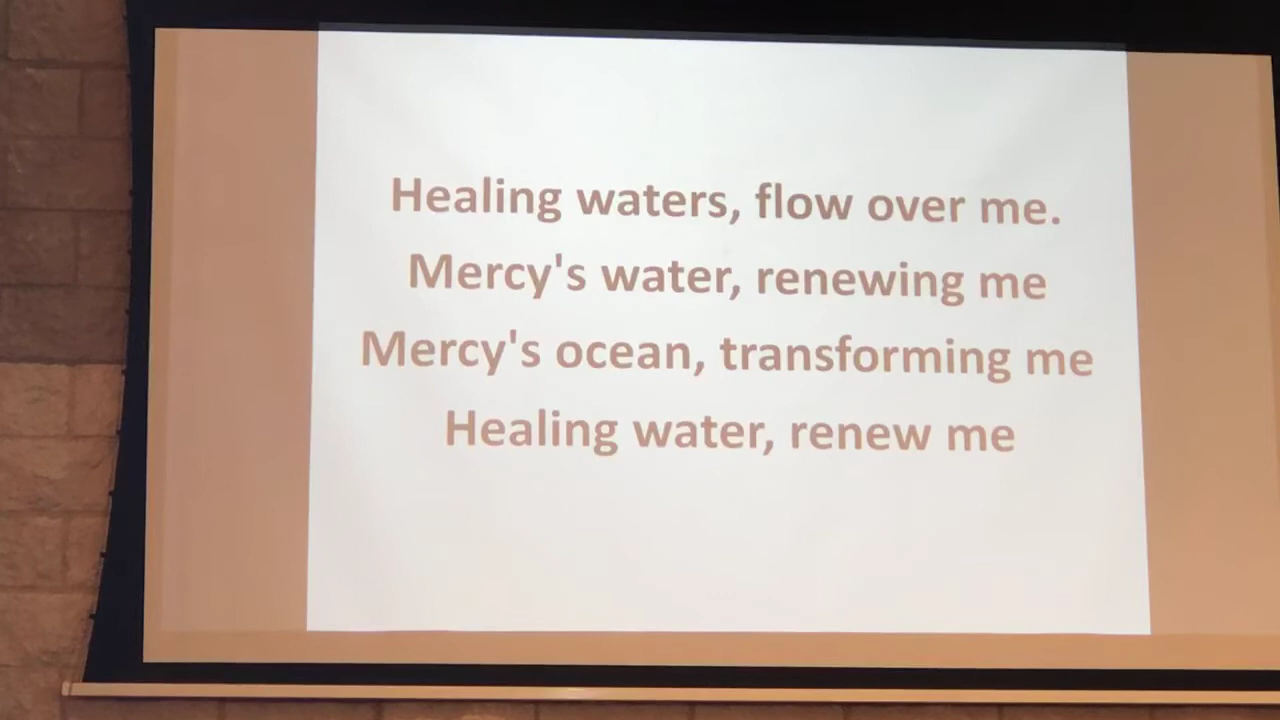 Healing waters, flow over me.
Mercy's water, renewing me
Mercy's ocean, transforming me
Healing water, renew me